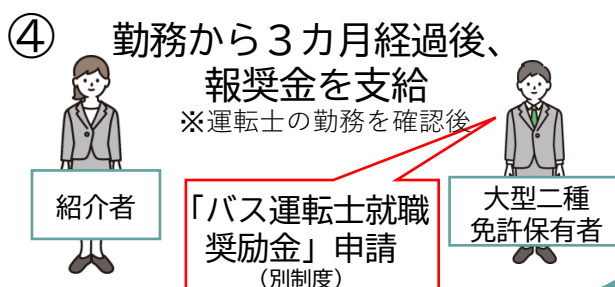 ④ 勤務から３カ月経過後、
報奨金を支給
※運転士の勤務を確認後
紹介者
「バス運転士就職
奨励金」申請
（別制度）
大型二種
免許保有者